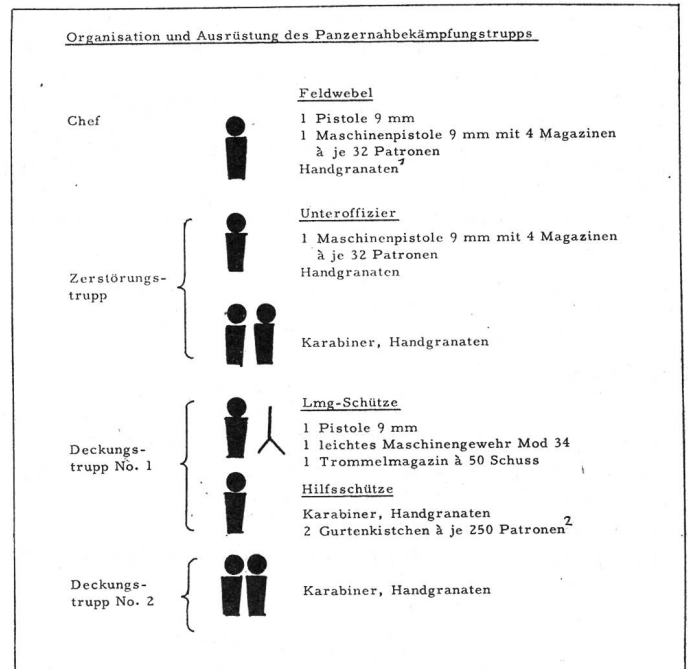 Organisation und Ausrüstung des Panzernahbekämpfungstrupps
Chef
Feldwebel
1 Pistole 9 mm
1 Maschinenpistole 9 mm mit 4 Magazinen
à je 32 Patronen
Handgranaten1
Zerstörungs-
trupp
Unteroffizier
1 Maschinenpistole 9 mm mit 4 Magazinen
à je 32 Patronen
Handgranaten
Karabiner, Handgranaten
Deckungs-
trupp No. 1
Lmg-Schütze
1 Pistole 9 mm
1 leichtes Maschinengewehr Mod 34
1 Trommelmagazin à 50 Schuss
Hilfsschütze
Karabiner, Handgranaten
2 Gurtenkistchen à je 250 Patronen2
Deckungs-
trupp No. 2
Karabiner, Handgranaten